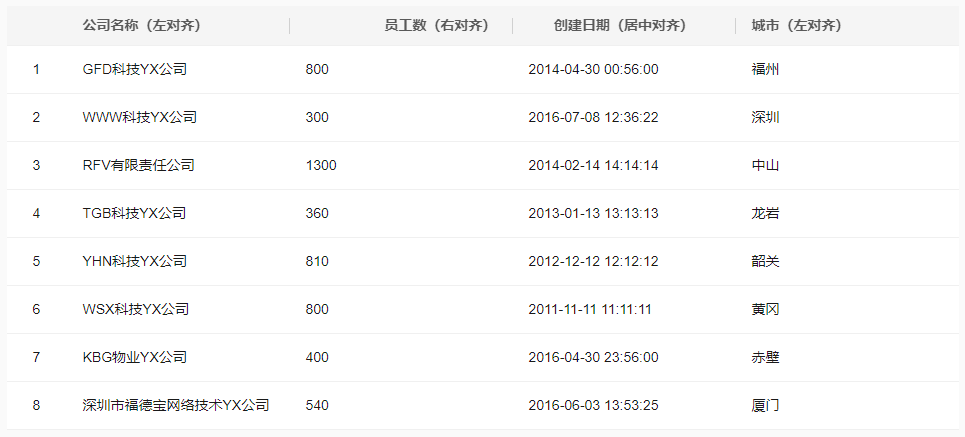 公司名称（左对齐） 员工数（右对齐） 创建日期（居中对齐） 城市（左对齐）
1 GFD科技YX公司 800 2014-04-30 00:56:00 福州
2 WWW科技YX公司 300 2016-07-08 12:36:22 深圳
3 RFV有限责任公司 1300 2014-02-14 14:14:14 中山
4 TGB科技YX公司 360 2013-01-13 13:13:13 龙岩
5 YHN科技YX公司 810 2012-12-12 12:12:12 韶关
6 WSX科技YX公司 800 2011-11-11 11:11:11 黄冈
7 KBG物业YX公司 400 2016-04-30 23:56:00 赤壁
8 深圳市福德宝网络技术YX公司 540 2016-06-03 13:53:25 厦门